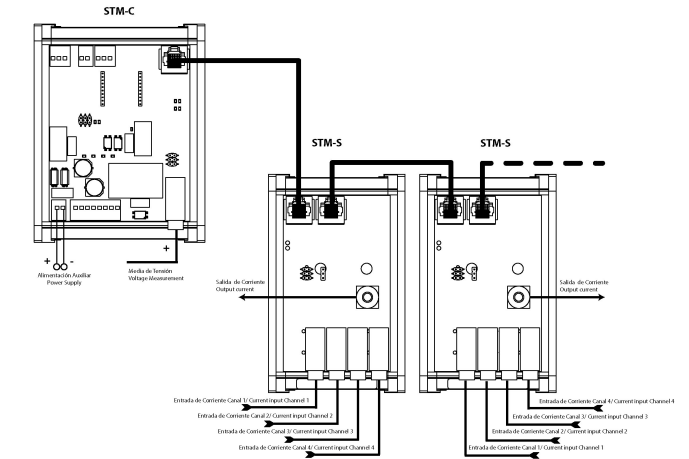 STM-C
STM-S
STM-S
+
-
+
Alimentación Auxiliar
Power Supply
Media de Tensión
Voltage Measurement
Salida de Corriente
Output current
Salida de Corriente
Output current
Entrada de Corriente Canal 1/ Current input Channel 1
Entrada de Corriente Canal 2/ Current input Channel 2
Entrada de Corriente Canal 3/ Current input Channel 3
Entrada de Corriente Canal 4/ Current input Channel 4
Entrada de Corriente Canal 4/ Current input Channel 4
Entrada de Corriente Canal 3/ Current input Channel 3
Entrada de Corriente Canal 2/ Current input Channel 2
Entrada de Corriente Canal 1/ Current input Channel 1